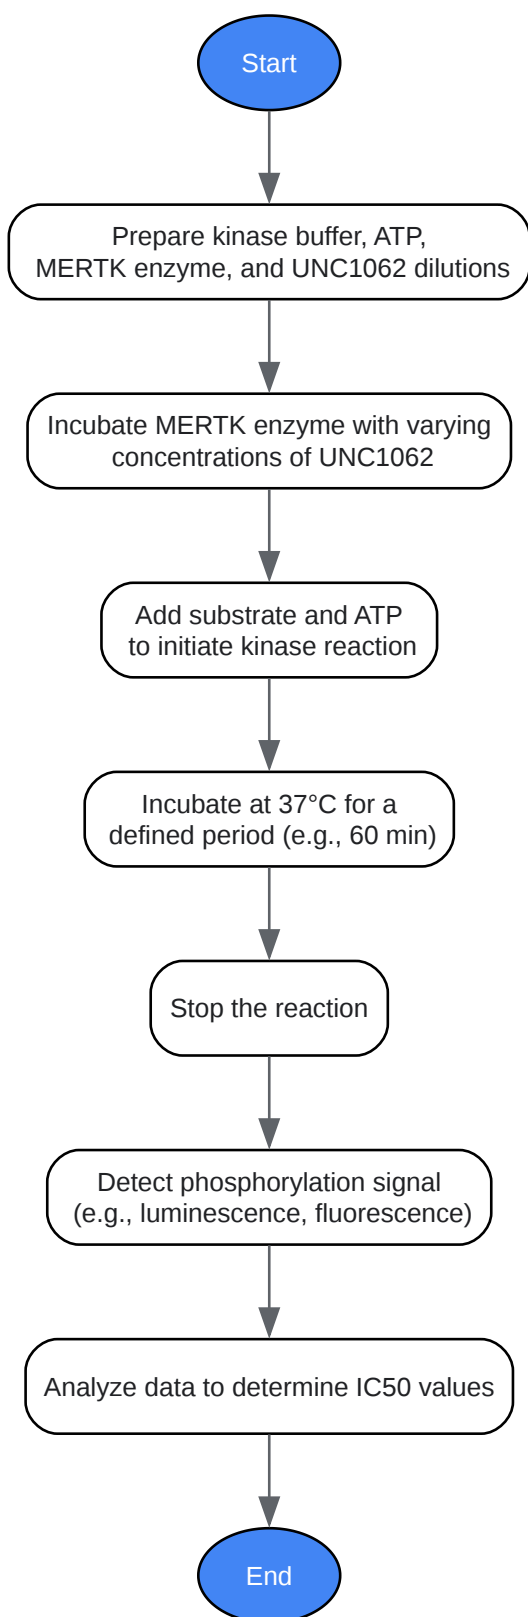 Start
Prepare kinase buffer, ATP,
MERTK enzyme, and UNC1062 dilutions
Incubate MERTK enzyme with varying
concentrations of UNC1062
Add substrate and ATP
to initiate kinase reaction
Incubate at 37°C for a
defined period (e.g., 60 min)
Stop the reaction
Detect phosphorylation signal
(e.g., luminescence, fluorescence)
Analyze data to determine IC50 values
End